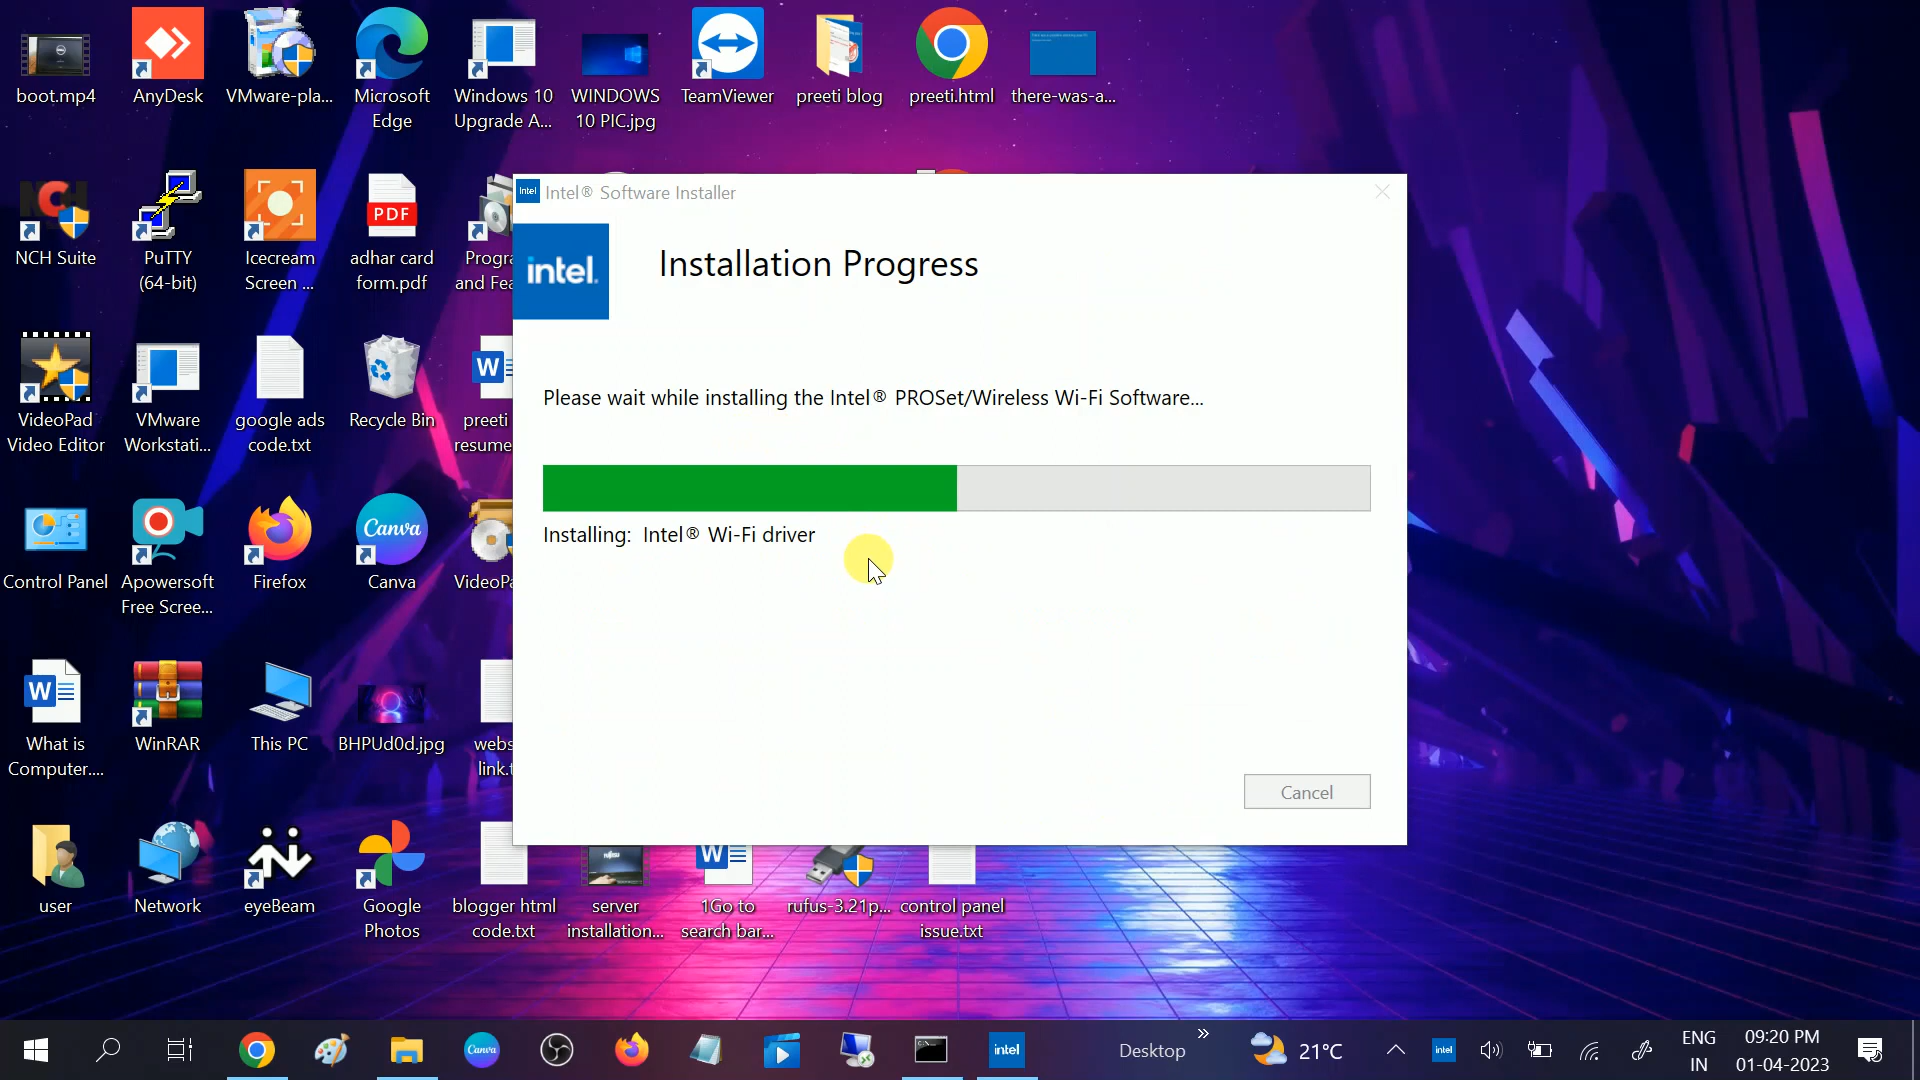 boot.mp4
AnyDesk
VMware-pla...
Microsoft
Edge
Windows 10
Upgrade A...
WINDOWS
10 PIC.jpg
TeamViewer
preeti blog
preeti.html
there-was-a...
NCH Suite
PuTTY
(64-bit)
Icecream
Screen ...
PDF
adhar card
form.pdf
Progra
and Fea
VideoPad
Video Editor
VMware
Workstati...
google ads
code.txt
Recycle Bin
preeti
resume
Control Panel
Apowersoft
Free Scree...
Firefox
Canva
Canva
VideoPa
What is
Computer....
WinRAR
This PC
BHPUd0d.jpg
webs
link.t
user
Network
eyeBeam
Google
Photos
blogger html
code.txt
server
installation...
1Go to
search bar...
rufus-3.21p...
control panel
issue.txt
intel Intel® Software Installer
intel.
Installation Progress
Please wait while installing the Intel® PROSet/Wireless Wi-Fi Software...
Installing: Intel® Wi-Fi driver
Cancel
Canva
intel
Desktop
21°C
intel
ENG
IN
09:20 PM
01-04-2023